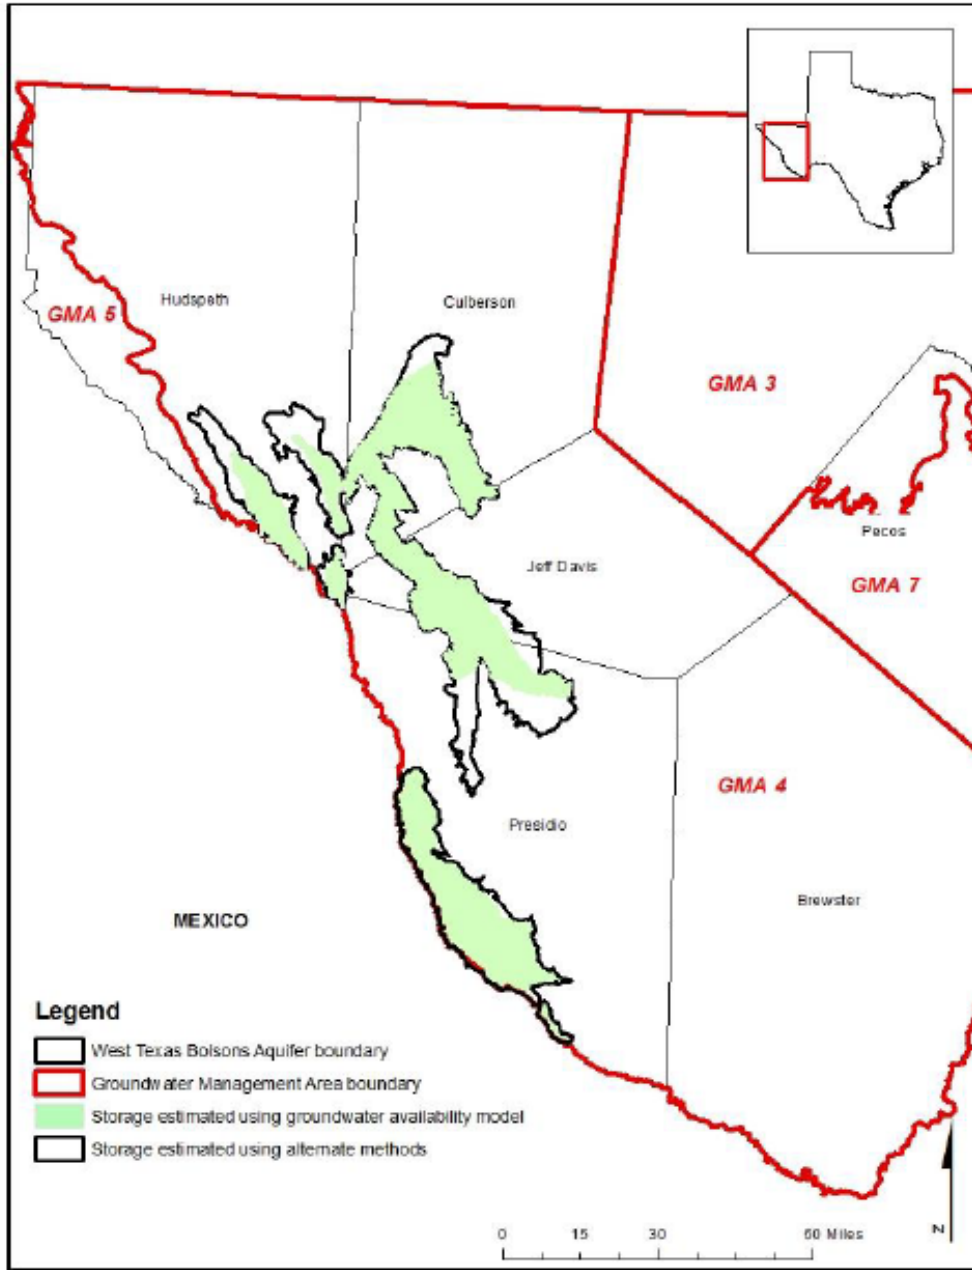 Hudspeth
Culberson
GMA 5
GMA 3
Pecos
Jeff Davis
GMA 7
GMA 4
Presidio
Brewster
MEXICO
Legend
West Texas Bolsons Aquifer boundary
Groundwater Management Area boundary
Storage estimated using groundwater availability model
Storage estimated using alternate methods
0 15 30 60 Miles
N